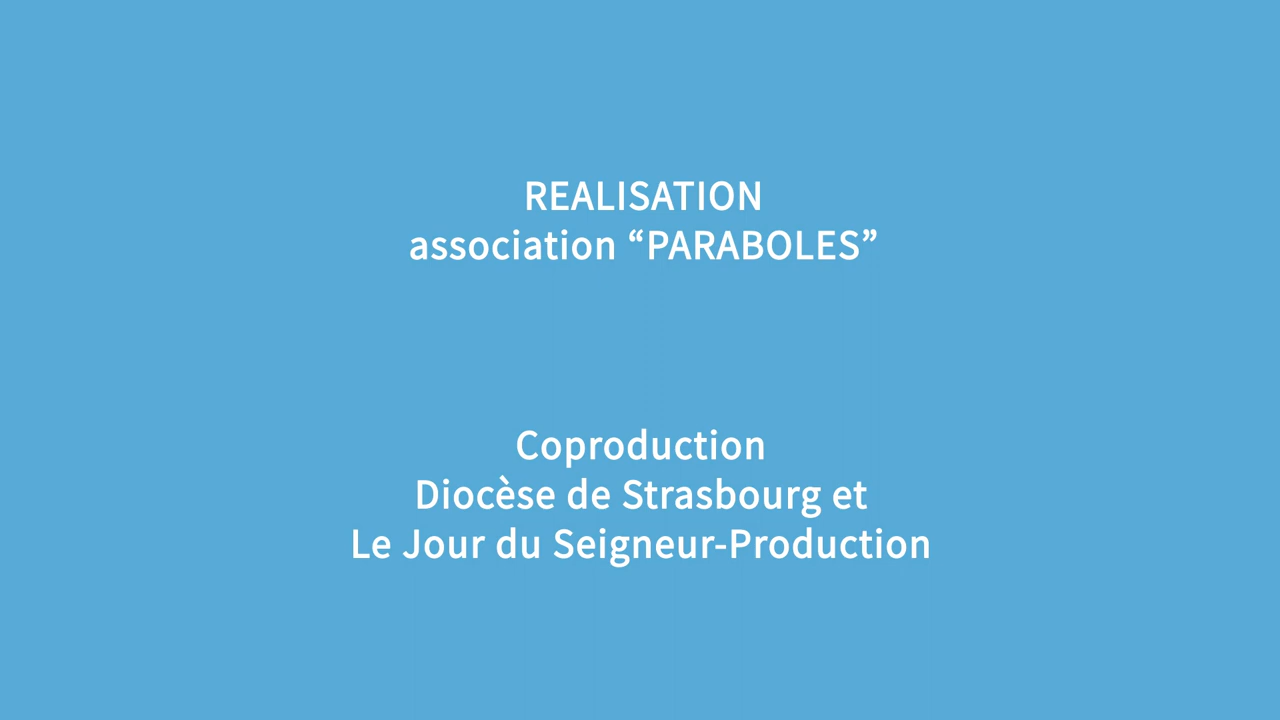 REALISATION
association “PARABOLES”
Coproduction
Diocèse de Strasbourg et
Le Jour du Seigneur-Production